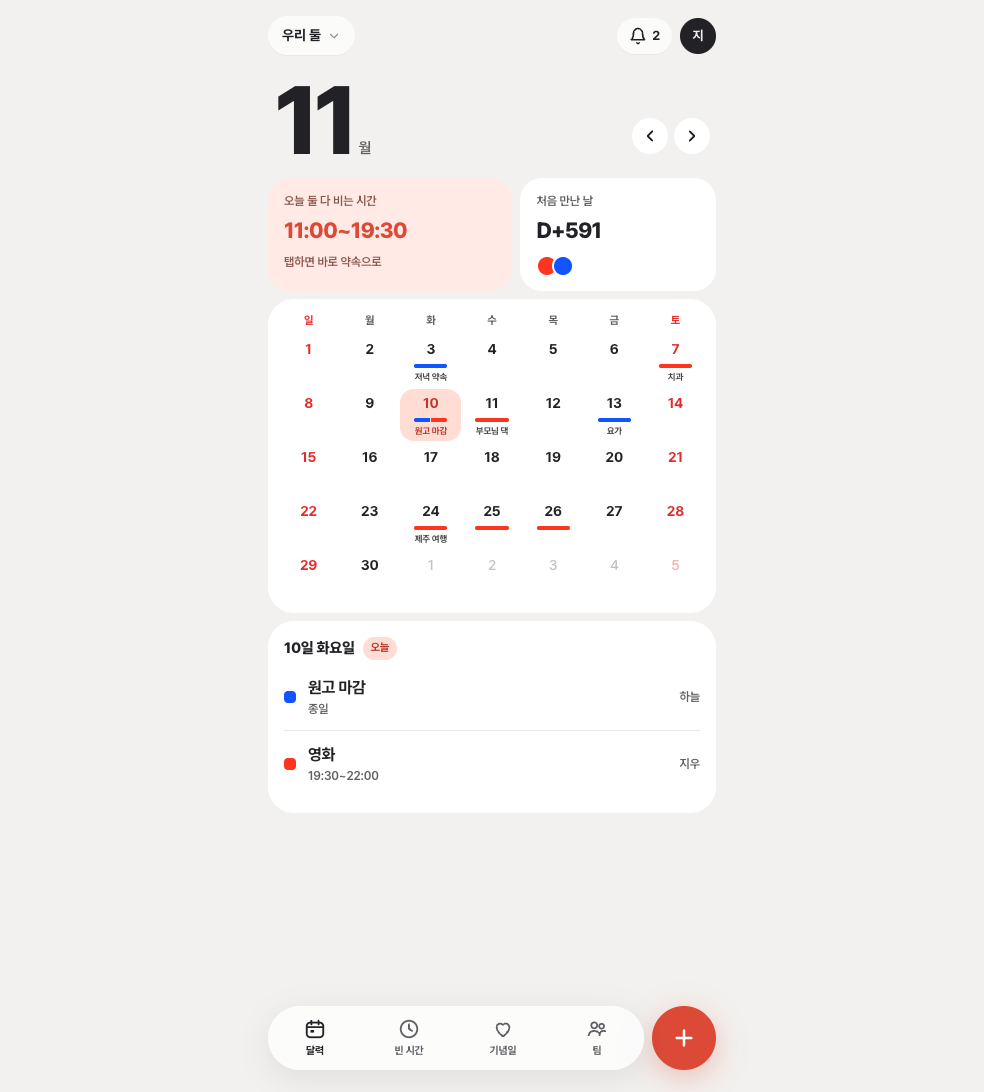 우리 둘
2
지
11월
오늘 둘 다 비는 시간
11:00~19:30
탭하면 바로 약속으로
처음 만난 날
D+591
일 월 화 수 목 금 토
1 2 3 4 5 6 7
저녁 약속 치과
8 9 10 11 12 13 14
원고 마감 부모님 댁 요가
15 16 17 18 19 20 21
22 23 24 25 26 27 28
제주 여행
29 30 1 2 3 4 5
10일 화요일 오늘
원고 마감
종일
하늘
영화
19:30~22:00
지우
달력 빈 시간 기념일 팀